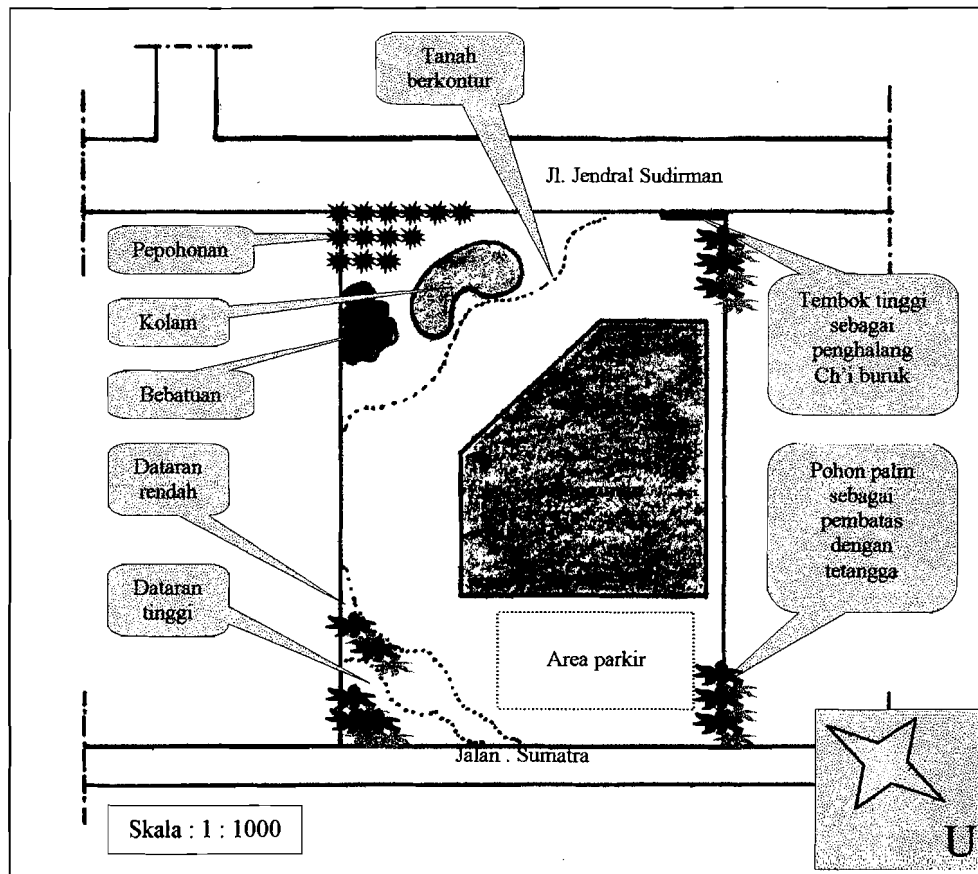 Tanah
berkontur
Jl. Jendral Sudirman
Pepohonan
Kolam
Bebatuan
Tembok tinggi
sebagai
penghalang
Ch'i buruk
Dataran
rendah
Pohon palm
sebagai
pembatas
dengan
tetangga
Dataran
tinggi
Area parkir
Jalan . Sumatra
Skala : 1 : 1000
U